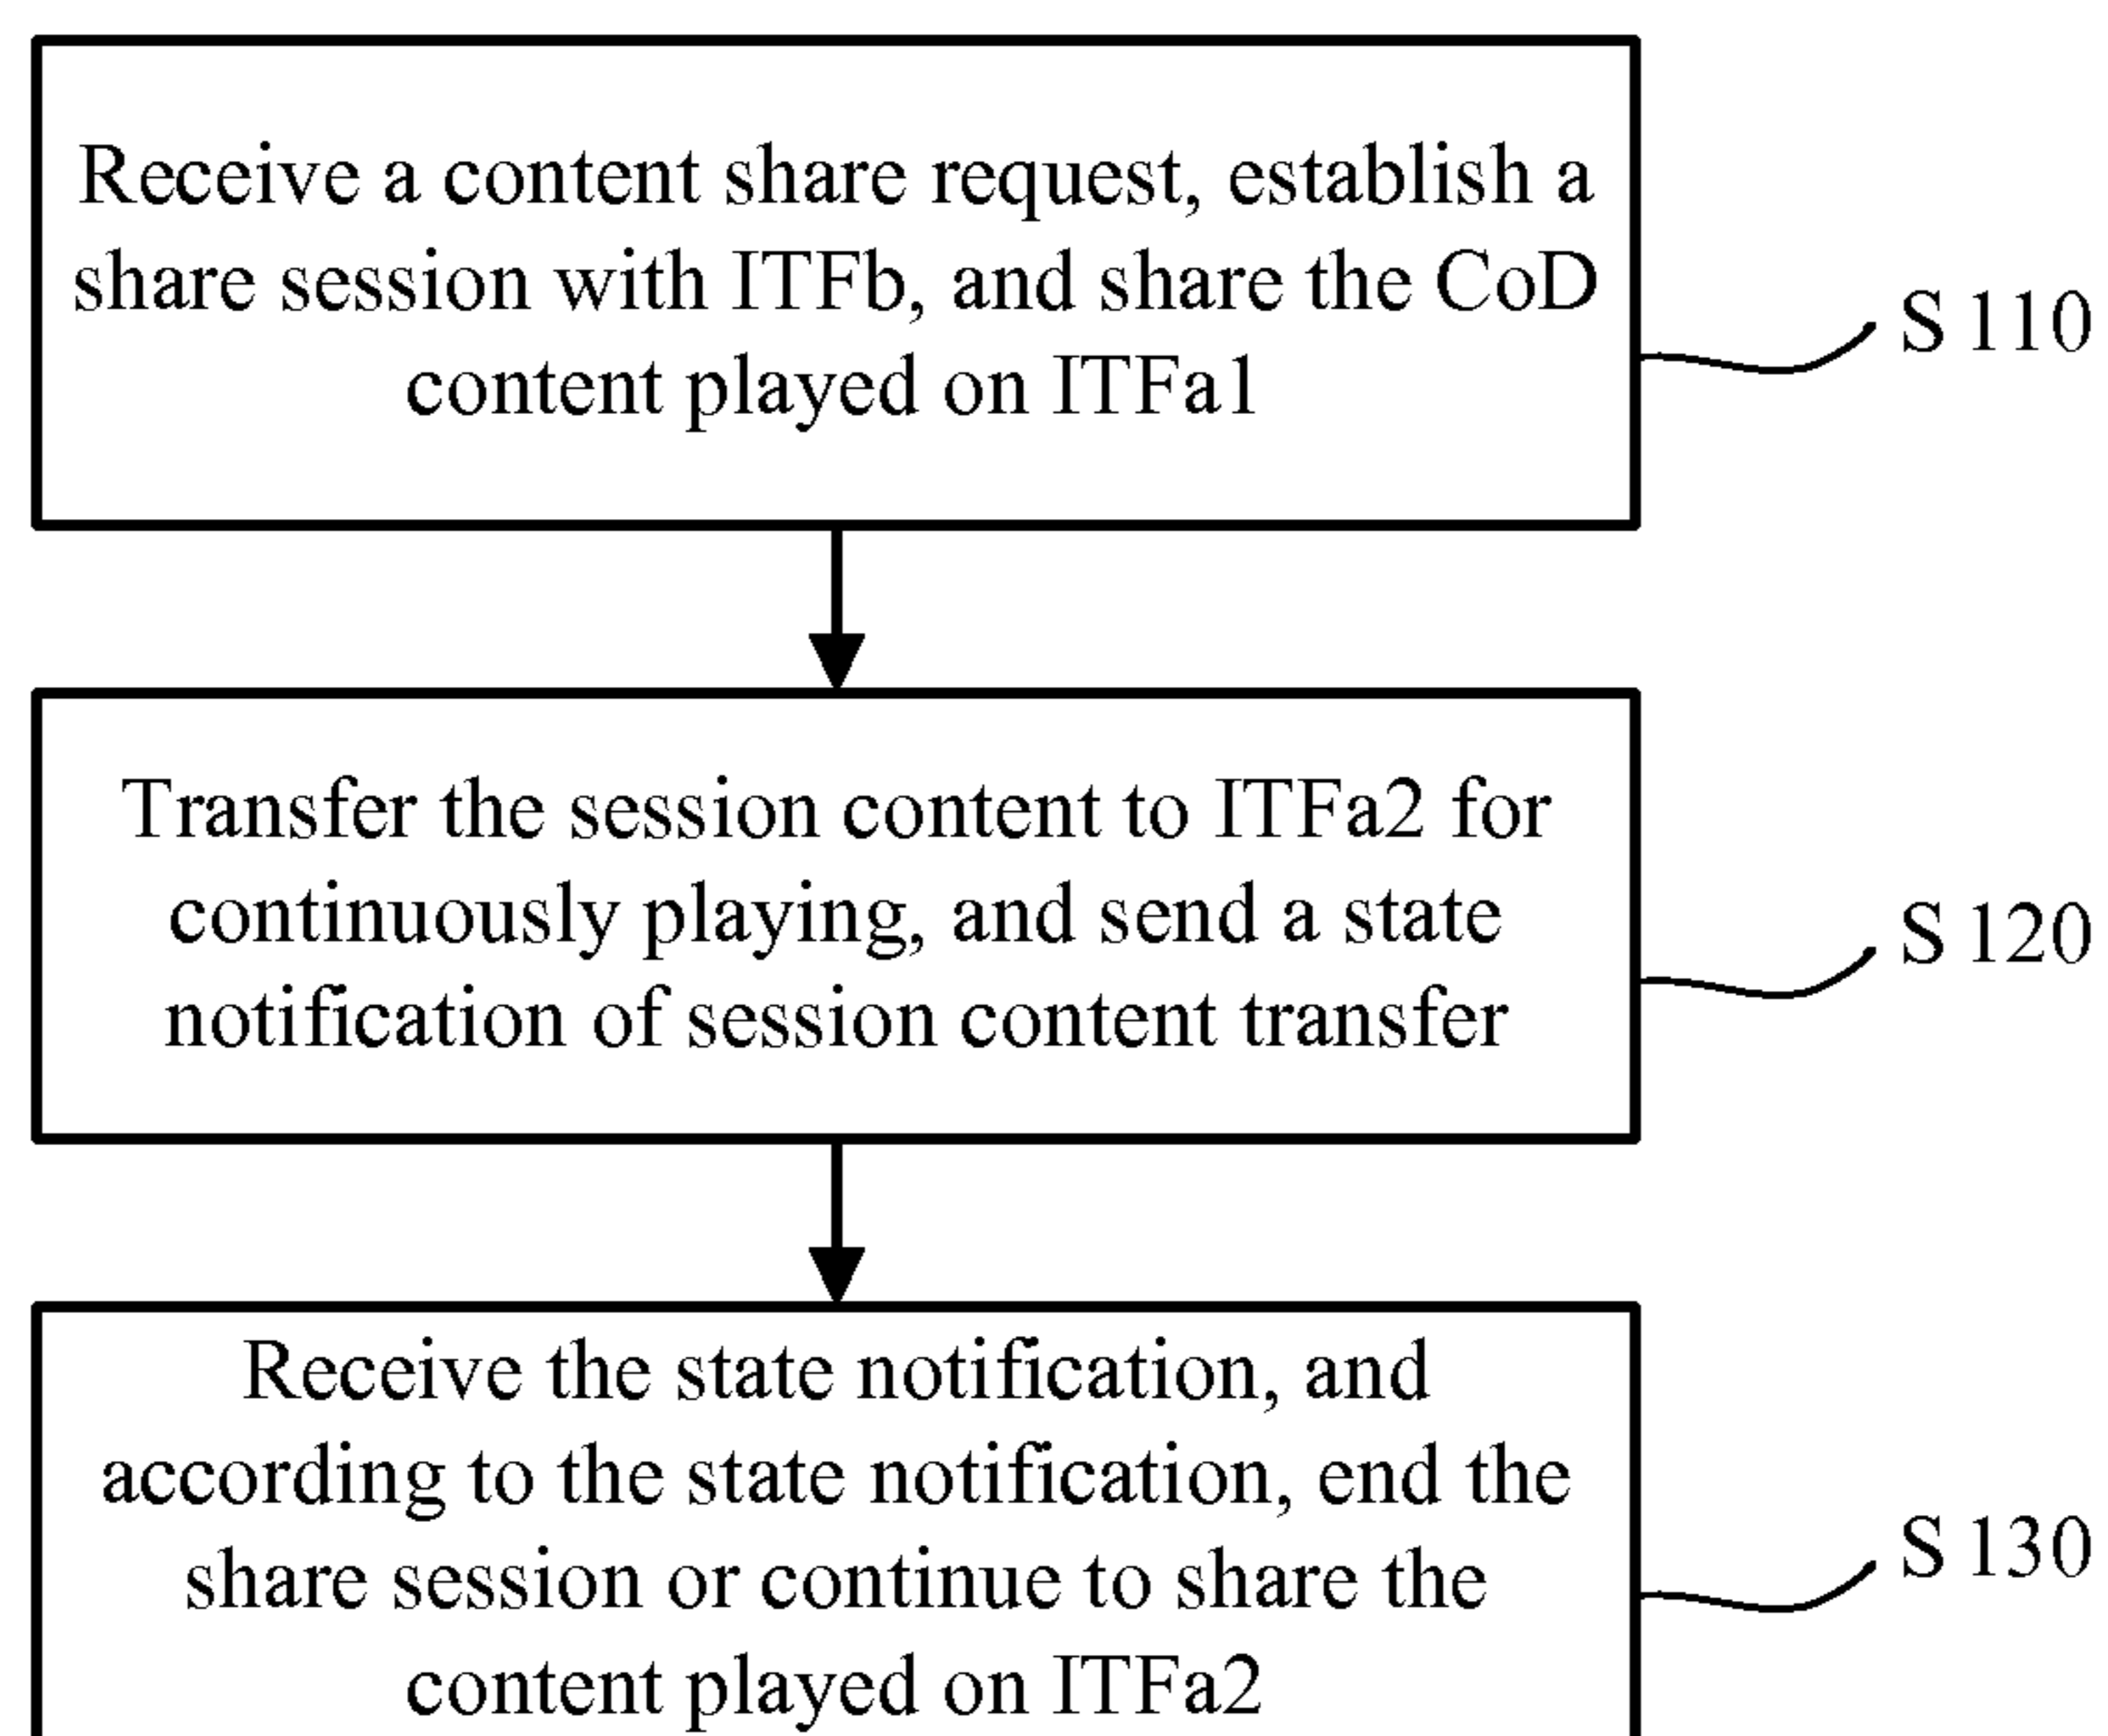 Receive a content share request, establish a
share session with ITFb, and share the CoD
content played on ITFa1
S 110
Transfer the session content to ITFa2 for
continuously playing, and send a state
notification of session content transfer
S 120
Receive the state notification, and
according to the state notification, end the
share session or continue to share the
content played on ITFa2
S 130